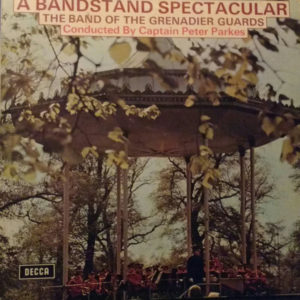 A BANDSTAND SPECTACULAR
THE BAND OF THE GRENADIER GUARDS
Conducted By Captain Peter Parkes
DECCA